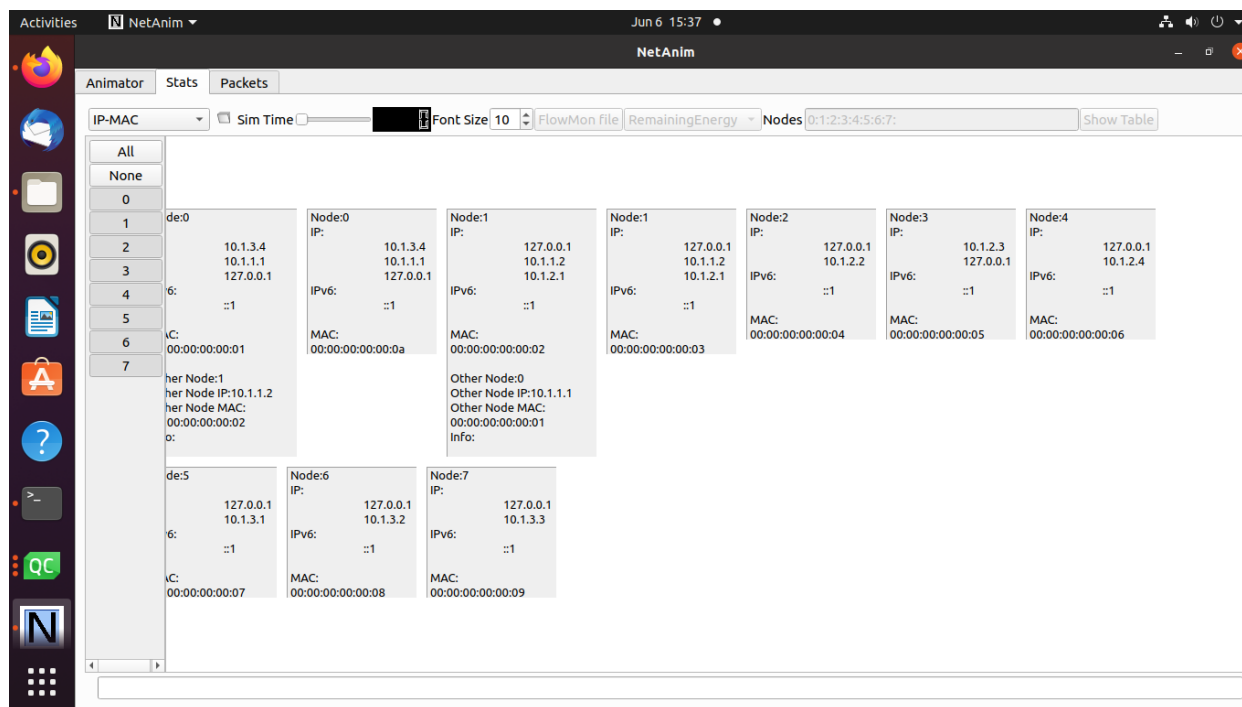 Activities NetAnim Jun 6 15:37
NetAnim
Animator Stats Packets
IP-MAC Sim Time Font Size 10 FlowMon file RemainingEnergy Nodes 0:1:2:3:4:5:6:7: Show Table
All
None
0
1
2
3
4
5
6
7
de:0
10.1.3.4
10.1.1.1
127.0.0.1
6:
::1
AC:
00:00:00:00:00:01
her Node:1
her Node IP:10.1.1.2
her Node MAC:
00:00:00:00:00:02
o:
Node:0
IP:
10.1.3.4
10.1.1.1
127.0.0.1
IPv6:
::1
MAC:
00:00:00:00:00:0a
Node:1
IP:
127.0.0.1
10.1.1.2
10.1.2.1
IPv6:
::1
MAC:
00:00:00:00:00:02
Other Node:0
Other Node IP:10.1.1.1
Other Node MAC:
00:00:00:00:00:01
Info:
Node:1
IP:
127.0.0.1
10.1.1.2
10.1.2.1
IPv6:
::1
MAC:
00:00:00:00:00:03
Node:2
IP:
127.0.0.1
10.1.2.2
IPv6:
::1
MAC:
00:00:00:00:00:04
Node:3
IP:
10.1.2.3
127.0.0.1
IPv6:
::1
MAC:
00:00:00:00:00:05
Node:4
IP:
127.0.0.1
10.1.2.4
IPv6:
::1
MAC:
00:00:00:00:00:06
de:5
127.0.0.1
10.1.3.1
6:
::1
AC:
00:00:00:00:00:07
Node:6
IP:
127.0.0.1
10.1.3.2
IPv6:
::1
MAC:
00:00:00:00:00:08
Node:7
IP:
127.0.0.1
10.1.3.3
IPv6:
::1
MAC:
00:00:00:00:00:09
QC
N